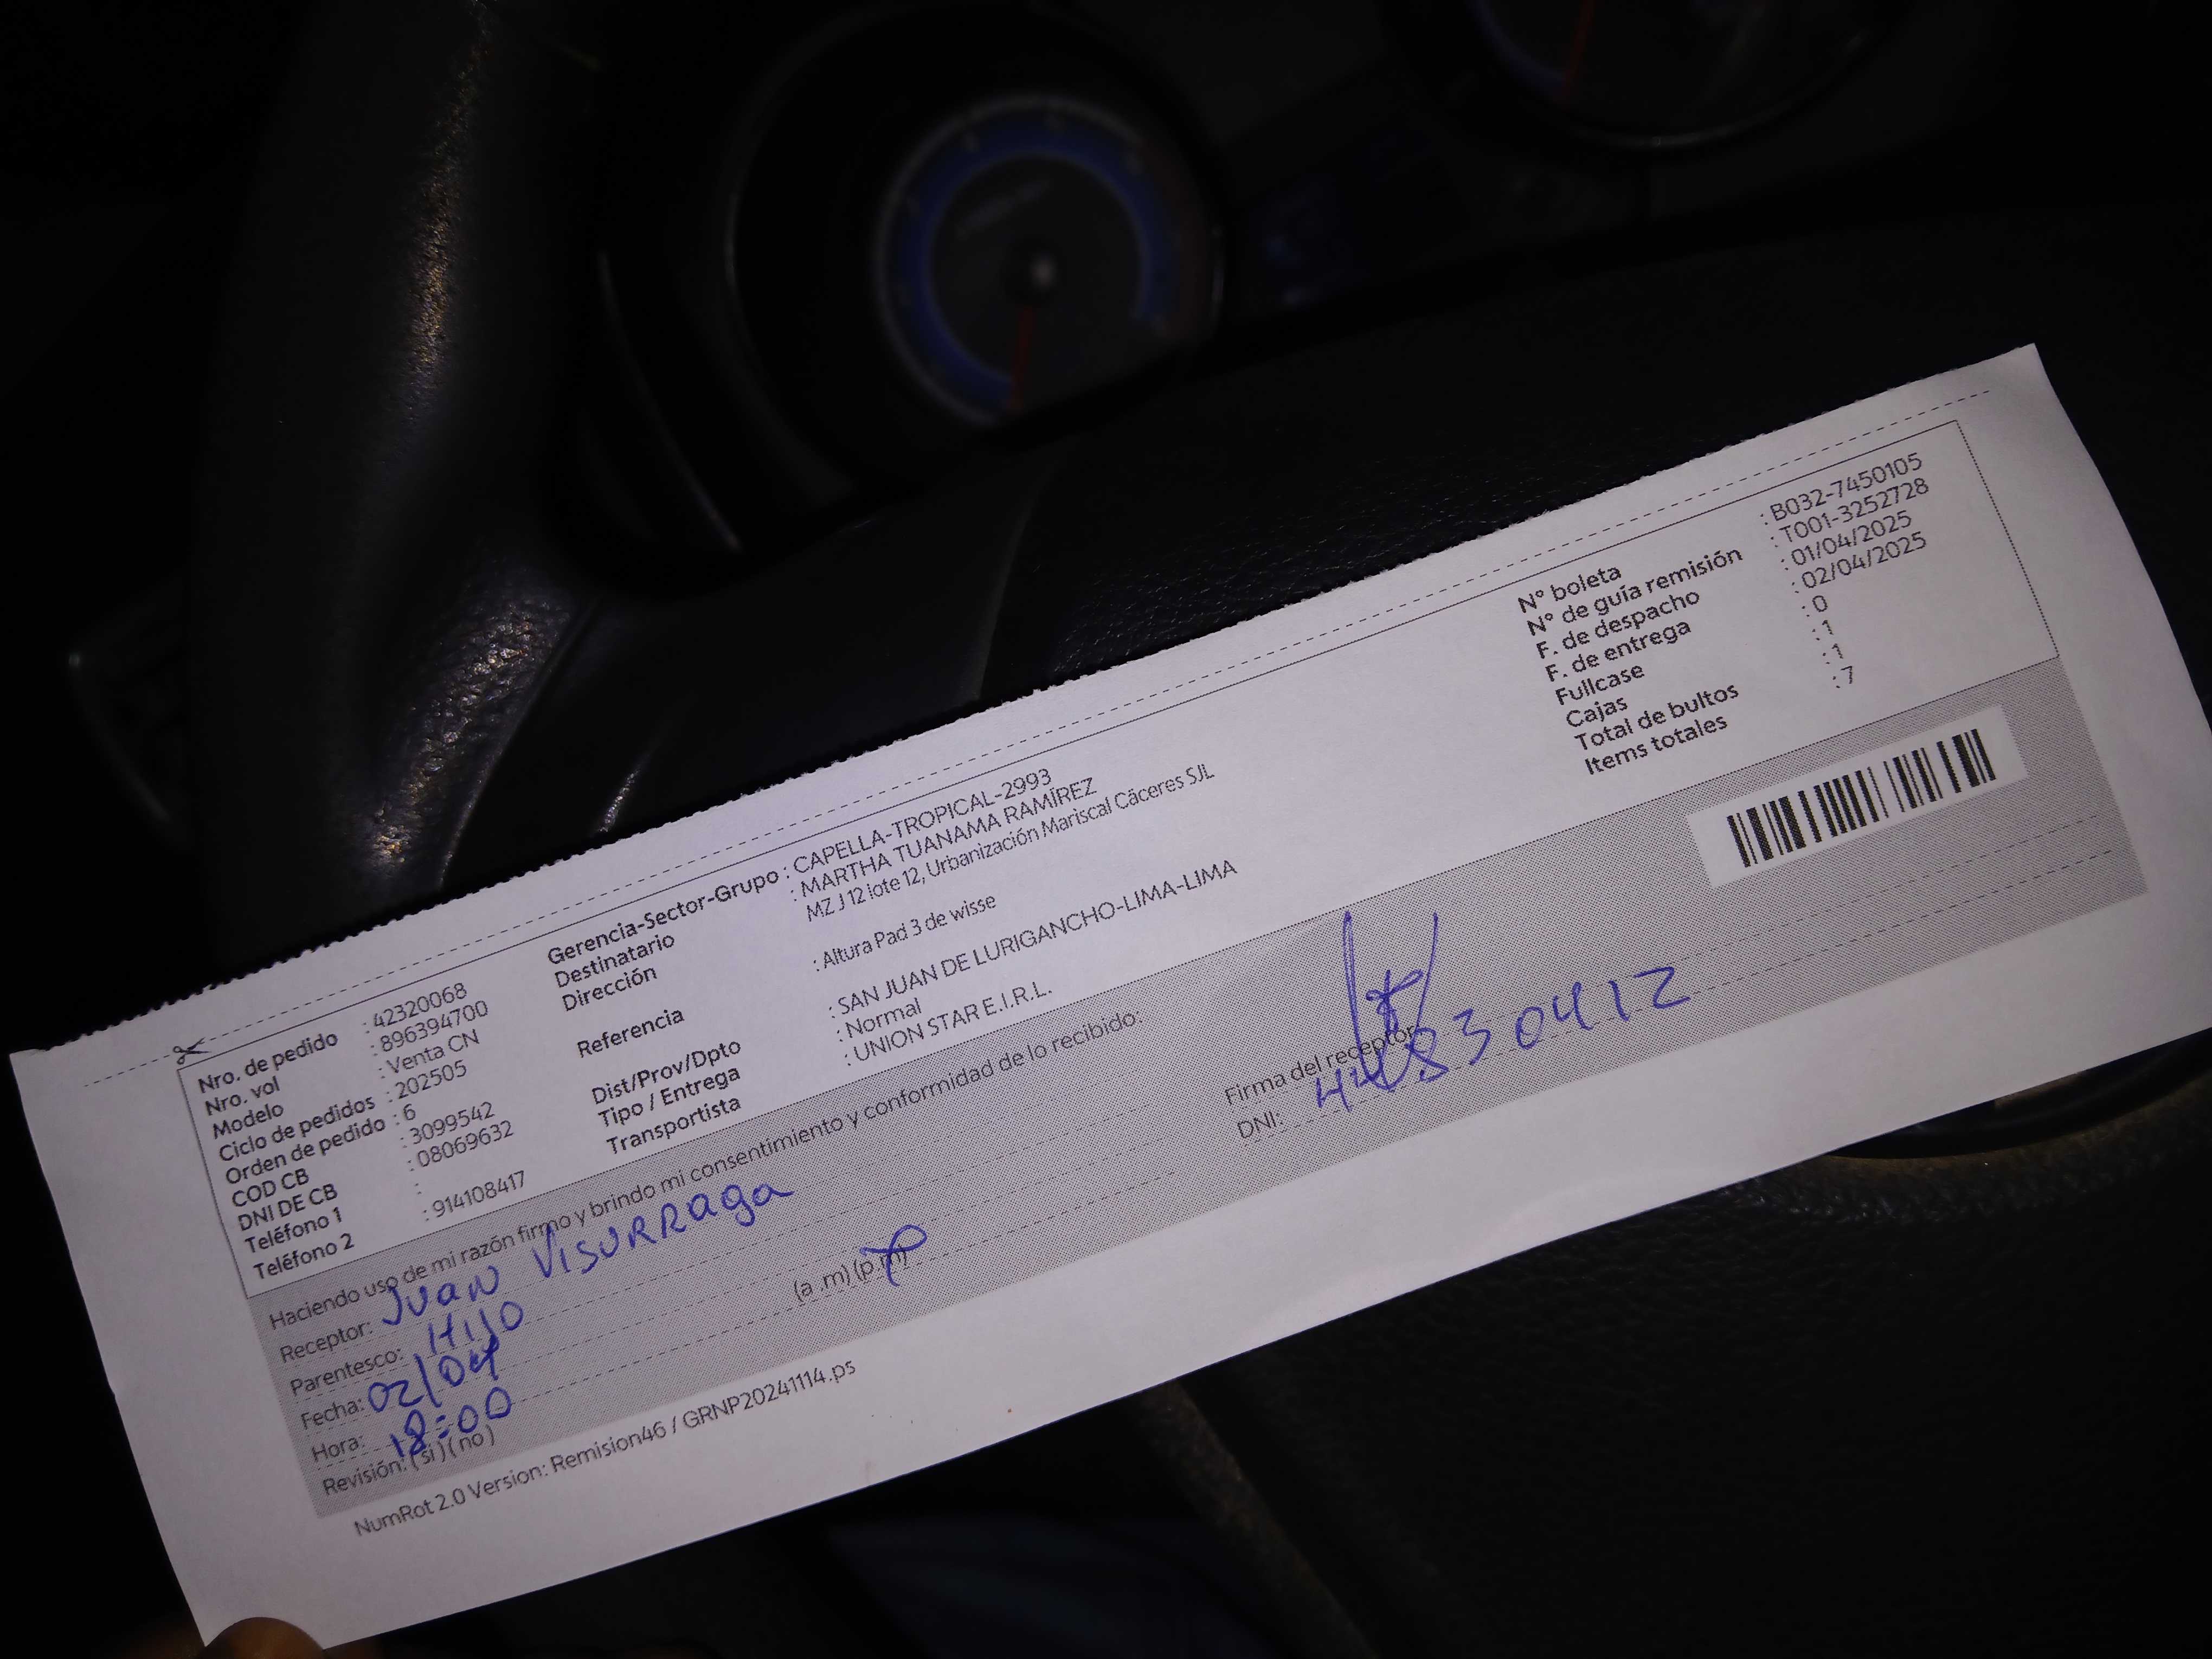 Nro. de pedido : 42320068
Nro. vol : 896394700
Modelo : Venta CN
Ciclo de pedidos : 202505
Orden de pedido : 6
COD CB : 3099542
DNI DE CB : 08069632
Teléfono 1 :
Teléfono 2 : 914108417
Gerencia-Sector-Grupo : CAPELLA-TROPICAL-2993
Destinatario : MARTHA TUANAMA RAMÍREZ
Dirección MZ J 12 lote 12, Urbanización Mariscal Cáceres SJL
Referencia : Altura Pad 3 de wisse
Dist/Prov/Dpto : SAN JUAN DE LURIGANCHO-LIMA-LIMA
Tipo / Entrega : Normal
Transportista : UNION STAR E.I.R.L.
N° boleta : B032-7450105
N° de guía remisión : T001-3252728
F. de despacho : 01/04/2025
F. de entrega : 02/04/2025
Fullcase : 0
Cajas : 1
Total de bultos : 1
Items totales : 7
Haciendo uso de mi razón firmo y brindo mi consentimiento y conformidad de lo recibido:
Receptor: Juan Visurraga
Parentesco: Hijo
Fecha: 02/04
Hora: 18:00 (a .m) (p.m)
Revisión: ( si ) ( no )
Firma del receptor
DNI: 44830412
NumRot 2.0 Version: Remision46 / GRNP20241114.ps